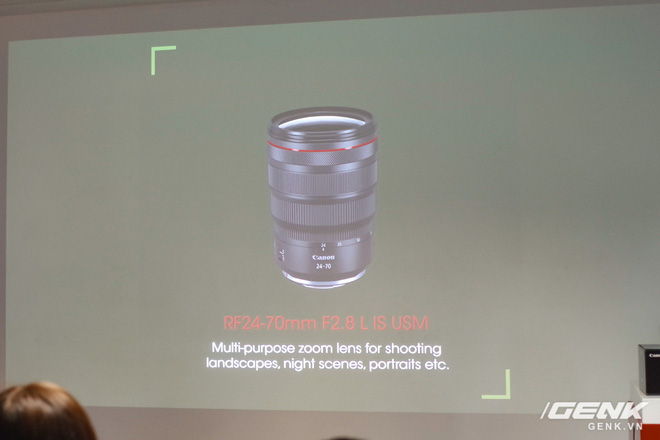 Canon
24-70
RF24-70mm F2.8 L IS USM
Multi-purpose zoom lens for shooting
landscapes, night scenes, portraits etc.
GENK
GENK.VN